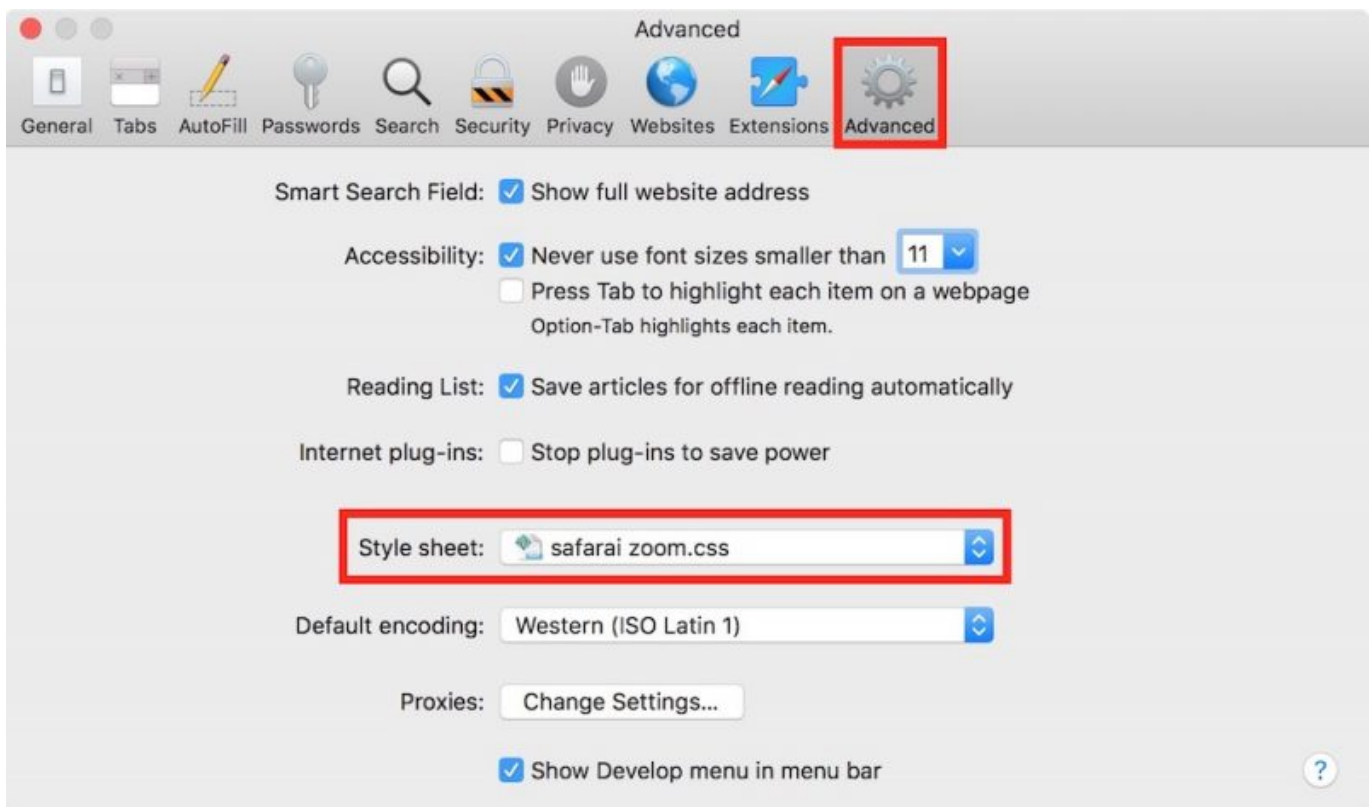 Advanced
General Tabs AutoFill Passwords Search Security Privacy Websites Extensions Advanced
Smart Search Field: Show full website address
Accessibility: Never use font sizes smaller than 11
Press Tab to highlight each item on a webpage
Option-Tab highlights each item.
Reading List: Save articles for offline reading automatically
Internet plug-ins: Stop plug-ins to save power
Style sheet: safarai zoom.css
Default encoding: Western (ISO Latin 1)
Proxies: Change Settings...
Show Develop menu in menu bar
?